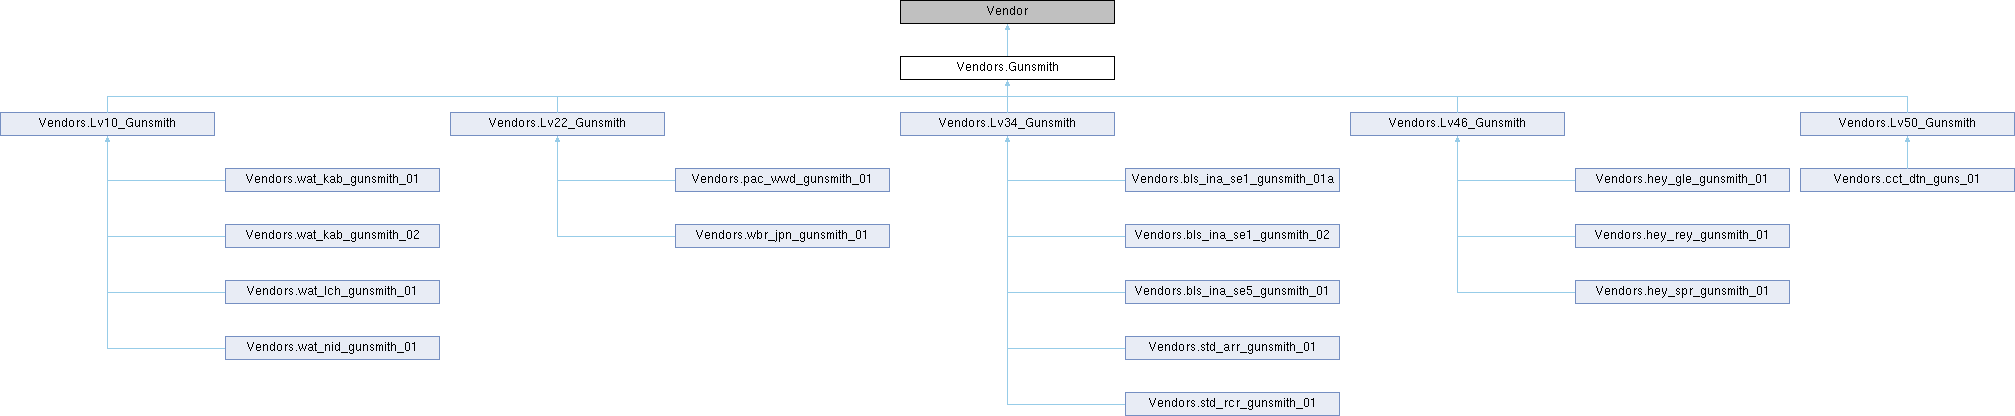 Vendor
Vendors.Gunsmith
Vendors.Lv10_Gunsmith
Vendors.Lv22_Gunsmith
Vendors.Lv34_Gunsmith
Vendors.Lv46_Gunsmith
Vendors.Lv50_Gunsmith
Vendors.wat_kab_gunsmith_01
Vendors.pac_wwd_gunsmith_01
Vendors.bls_ina_se1_gunsmith_01a
Vendors.hey_gle_gunsmith_01
Vendors.cct_dtn_guns_01
Vendors.wat_kab_gunsmith_02
Vendors.wbr_jpn_gunsmith_01
Vendors.bls_ina_se1_gunsmith_02
Vendors.hey_rey_gunsmith_01
Vendors.wat_lch_gunsmith_01
Vendors.bls_ina_se5_gunsmith_01
Vendors.hey_spr_gunsmith_01
Vendors.wat_nid_gunsmith_01
Vendors.std_arr_gunsmith_01
Vendors.std_rcr_gunsmith_01